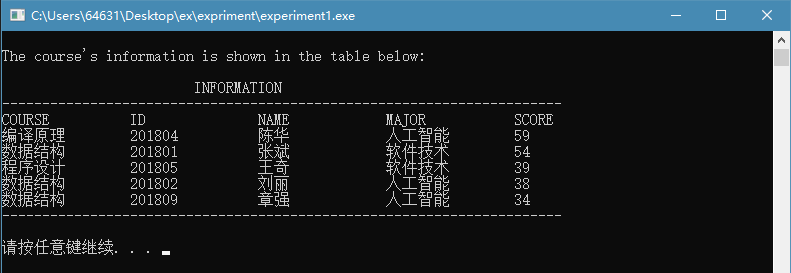 C:\Users\64631\Desktop\ex\expriment\experiment1.exe
The course's information is shown in the table below:
INFORMATION
----------------------------------------------------------------------
COURSE ID NAME MAJOR SCORE
编译原理 201804 陈华 人工智能 59
数据结构 201801 张斌 软件技术 54
程序设计 201805 王奇 软件技术 39
数据结构 201802 刘丽 人工智能 38
数据结构 201809 章强 人工智能 34
----------------------------------------------------------------------
请按任意键继续. . .